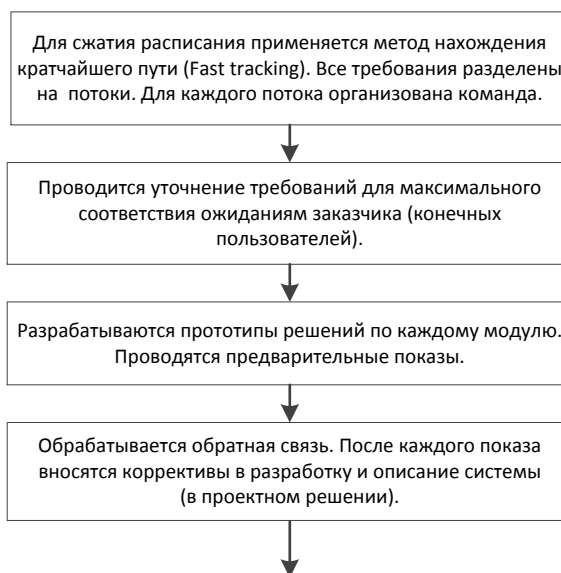 Для сжатия расписания применяется метод нахождения
кратчайшего пути (Fast tracking). Все требования разделены
на потоки. Для каждого потока организована команда.
Проводится уточнение требований для максимального
соответствия ожиданиям заказчика (конечных
пользователей).
Разрабатываются прототипы решений по каждому модулю.
Проводятся предварительные показы.
Обрабатывается обратная связь. После каждого показа
вносятся коррективы в разработку и описание системы
(в проектном решении).